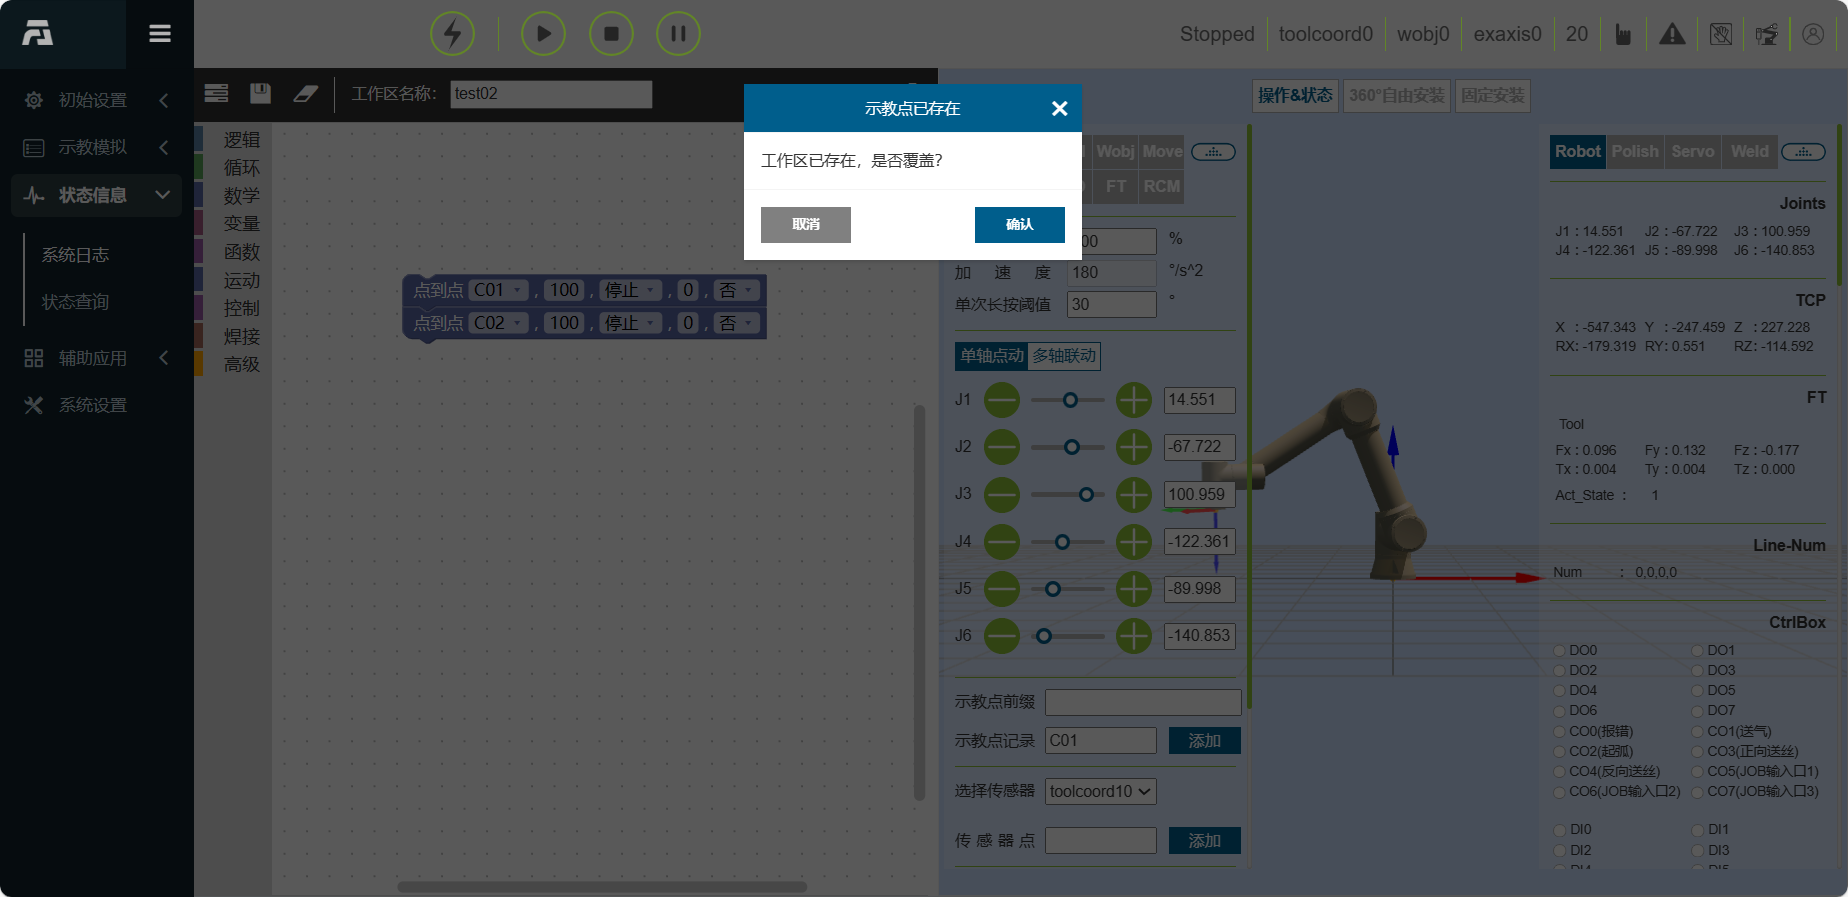 Stopped toolcoord0 wobj0 exaxis0 20
初始设置
示教模拟
状态信息
系统日志
状态查询
辅助应用
系统设置
工作区名称: test02
逻辑
循环
数学
变量
函数
运动
控制
焊接
高级
点到点 C01 , 100 , 停止 , 0 , 否
点到点 C02 , 100 , 停止 , 0 , 否
示教点已存在
工作区已存在，是否覆盖？
取消 确认
操作&状态 360°自由安装 固定安装
Wobj Move
FT RCM
%
加 速 度 180 °/s^2
单次长按阈值 30 °
单轴点动 多轴联动
J1 14.551
J2 -67.722
J3 100.959
J4 -122.361
J5 -89.998
J6 -140.853
示教点前缀
示教点记录 C01 添加
选择传感器 toolcoord10
传 感 器 点 添加
Robot Polish Servo Weld
Joints
J1 : 14.551 J2 : -67.722 J3 : 100.959
J4 : -122.361 J5 : -89.998 J6 : -140.853
TCP
X : -547.343 Y : -247.459 Z : 227.228
RX: -179.319 RY: 0.551 RZ: -114.592
FT
Tool
Fx : 0.096 Fy : 0.132 Fz : -0.177
Tx : 0.004 Ty : 0.004 Tz : 0.000
Act_State : 1
Line-Num
Num : 0,0,0,0
CtrlBox
DO0 DO1
DO2 DO3
DO4 DO5
DO6 DO7
CO0(报错) CO1(送气)
CO2(起弧) CO3(正向送丝)
CO4(反向送丝) CO5(JOB输入口1)
CO6(JOB输入口2) CO7(JOB输入口3)
DI0 DI1
DI2 DI3